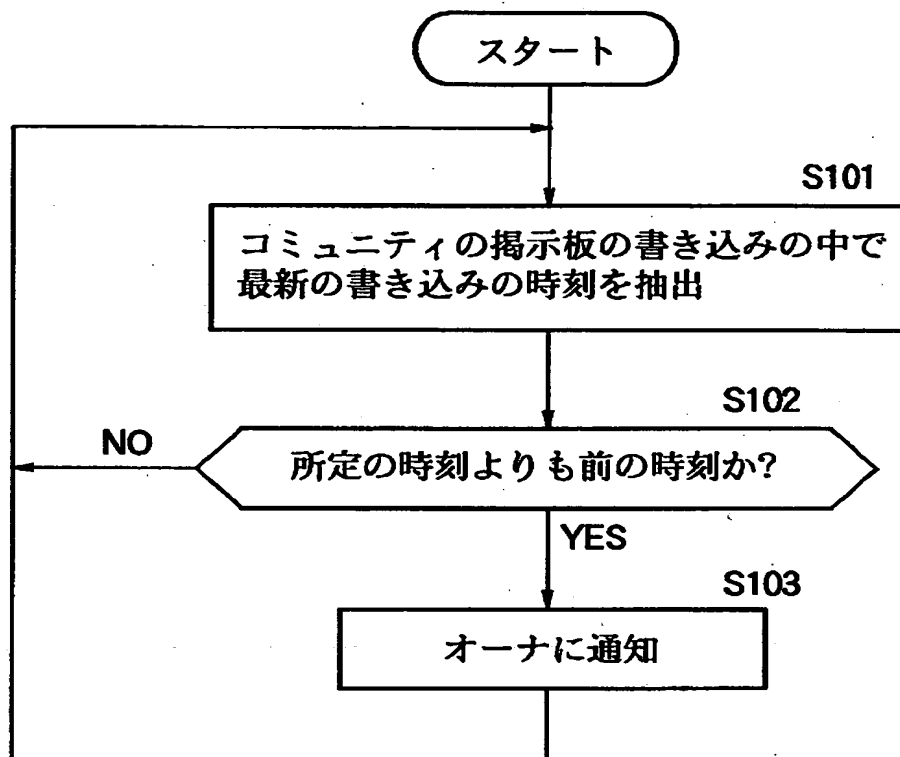 スタート
S101
コミュニティの掲示板の書き込みの中で
最新の書き込みの時刻を抽出
S102
NO
所定の時刻よりも前の時刻か?
YES
S103
オーナに通知